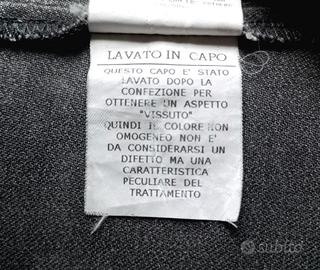 LAVATO IN CAPO
QUESTO CAPO E' STATO
LAVATO DOPO LA
CONFEZIONE PER
OTTENERE UN ASPETTO
"VISSUTO"
QUINDI IL COLORE NON
OMOGENEO NON E'
DA CONSIDERARSI UN
DIFETTO MA UNA
CARATTERISTICA
PECULIARE DEL
TRATTAMENTO
subito